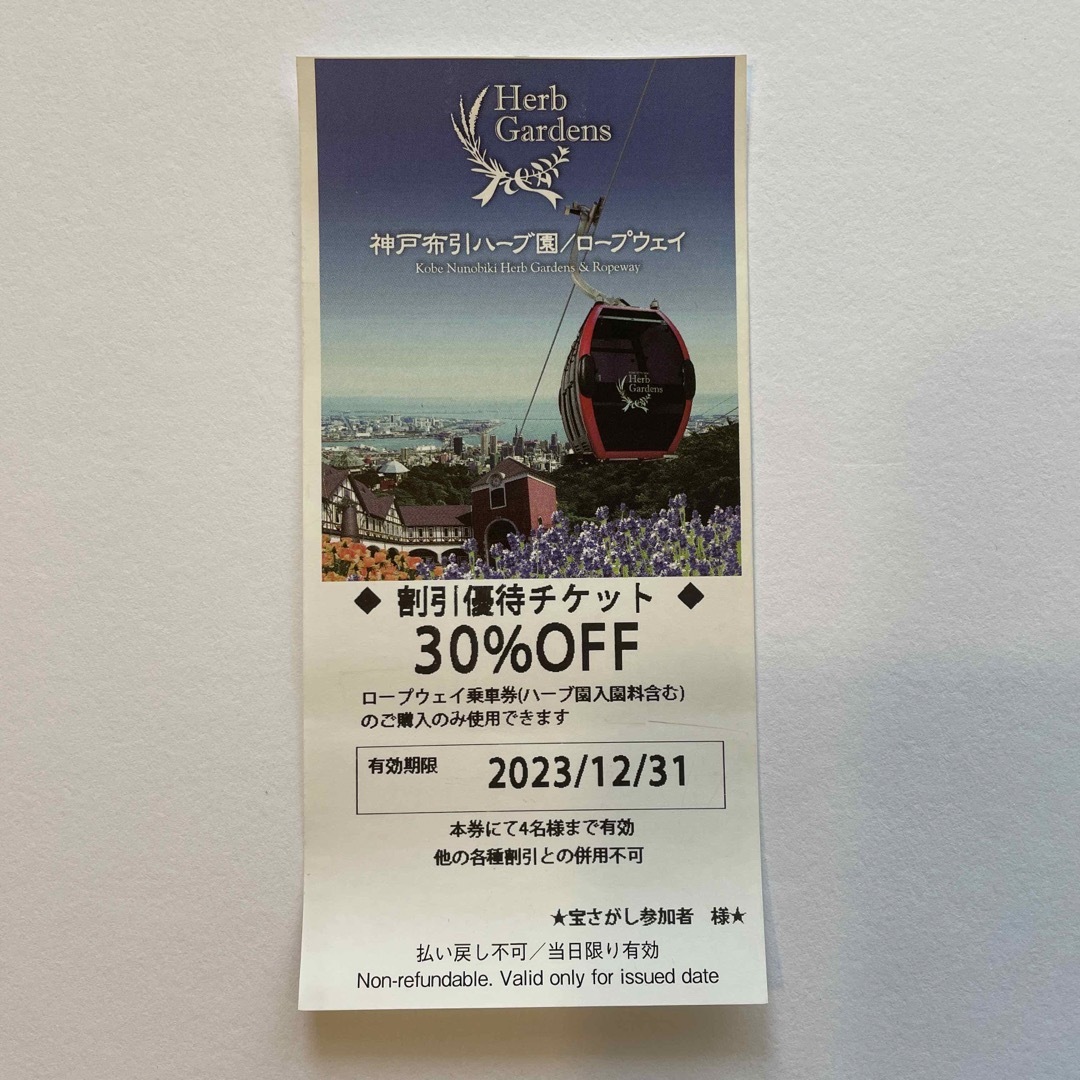 Herb
Gardens
神戸布引ハーブ園/ロープウェイ
Kobe Nunobiki Herb Gardens & Ropeway
Herb
Gardens
◆ 割引優待チケット ◆
30%OFF
ロープウェイ乗車券(ハーブ園入園料含む)
のご購入のみ使用できます
有効期限 2023/12/31
本券にて4名様まで有効
他の各種割引との併用不可
★宝さがし参加者 様★
払い戻し不可/当日限り有効
Non-refundable. Valid only for issued date